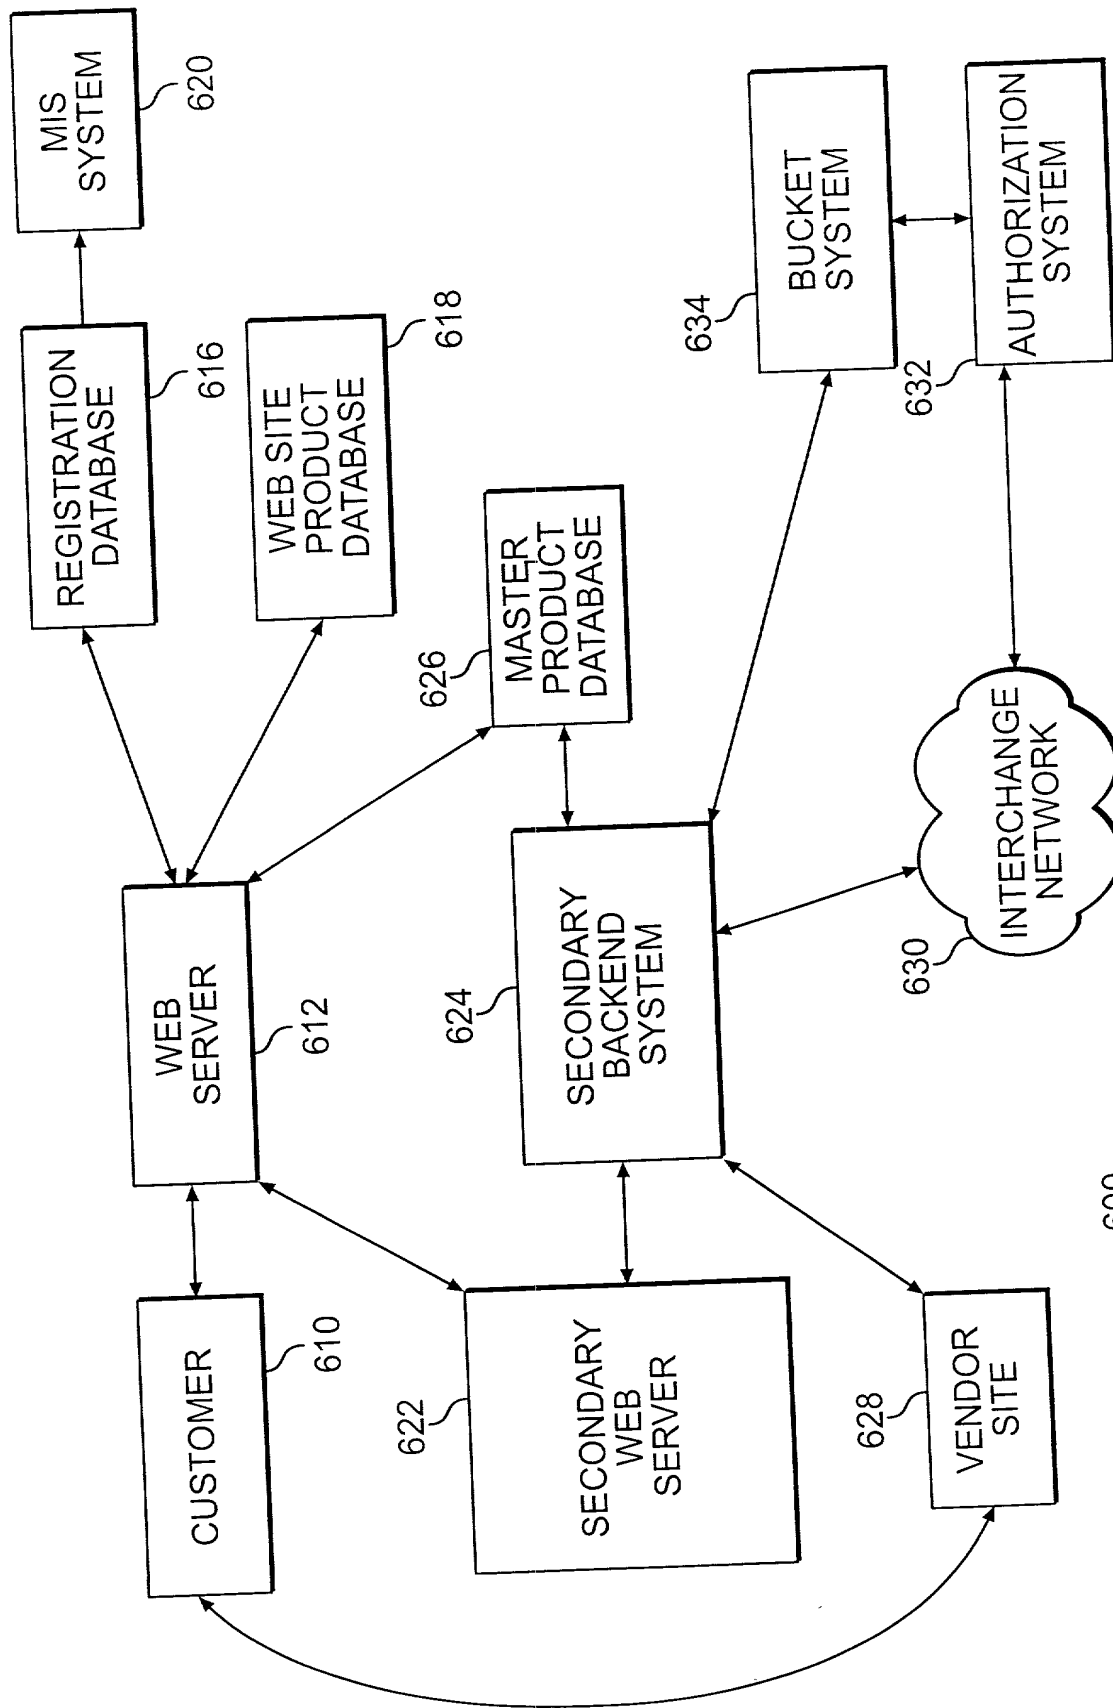 MIS
SYSTEM
620
REGISTRATION
DATABASE
616
WEB SITE
PRODUCT
DATABASE
618
WEB
SERVER
612
CUSTOMER
610
MASTER
PRODUCT
DATABASE
626
SECONDARY
BACKEND
SYSTEM
624
SECONDARY
WEB
SERVER
622
BUCKET
SYSTEM
634
AUTHORIZATION
SYSTEM
632
INTERCHANGE
NETWORK
630
VENDOR
SITE
628